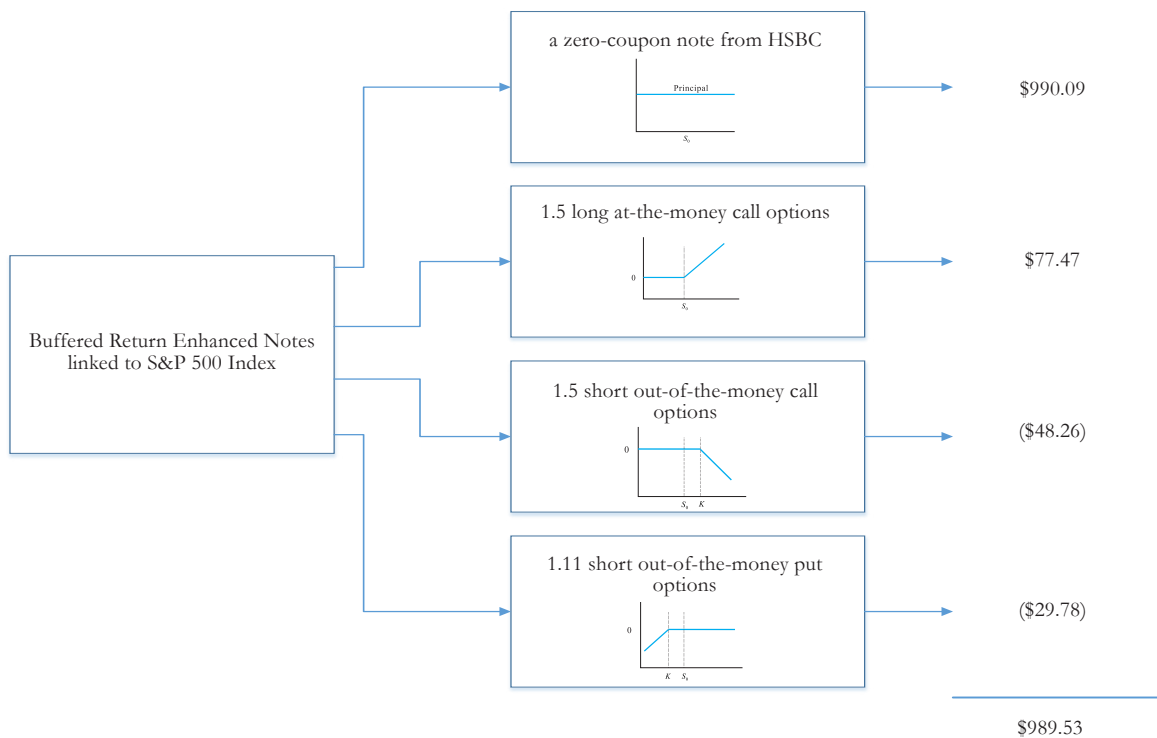 a zero-coupon note from HSBC
Principal
S₀
$990.09
1.5 long at-the-money call options
0
S₀
$77.47
Buffered Return Enhanced Notes
linked to S&P 500 Index
1.5 short out-of-the-money call
options
0
S₀ K
($48.26)
1.11 short out-of-the-money put
options
0
K S₀
($29.78)
$989.53